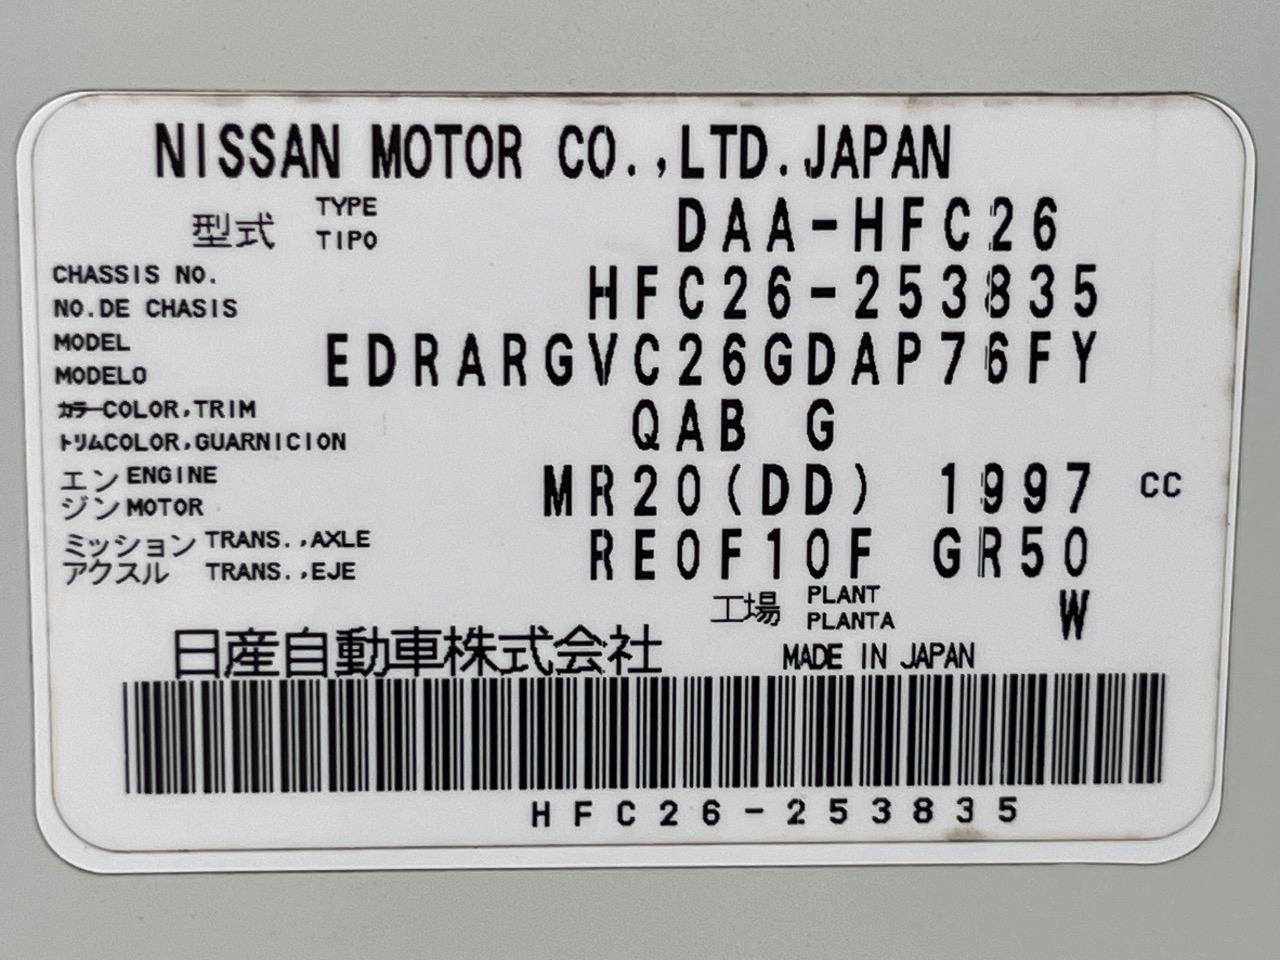 NISSAN MOTOR CO.,LTD.JAPAN
型式 TYPE TIPO DAA-HFC26
CHASSIS NO.
NO.DE CHASIS HFC26-253835
MODEL
MODELO EDRARGVC26GDAP76FY
カラーCOLOR,TRIM
トリムCOLOR,GUARNICION QAB G
エン ENGINE
ジン MOTOR MR20(DD) 1997 CC
ミッション TRANS.,AXLE
アクスル TRANS.,EJE RE0F10F GR50
工場 PLANT PLANTA W
日産自動車株式会社 MADE IN JAPAN
HFC26-253835